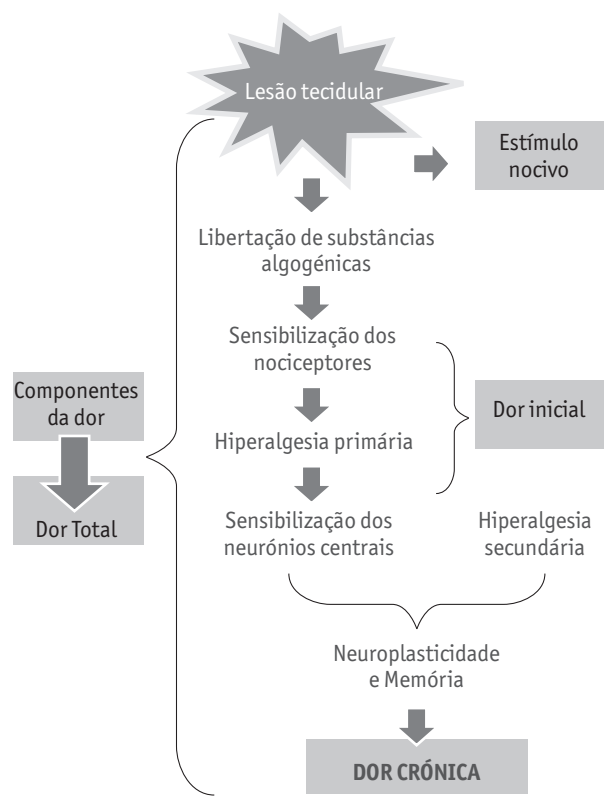 Lesão tecidular
Estímulo
nocivo
Libertação de substâncias
algogénicas
Sensibilização dos
nociceptores
Componentes
da dor
Dor inicial
Hiperalgesia primária
Dor Total
Sensibilização dos
neurónios centrais
Hiperalgesia
secundária
Neuroplasticidade
e Memória
DOR CRÓNICA